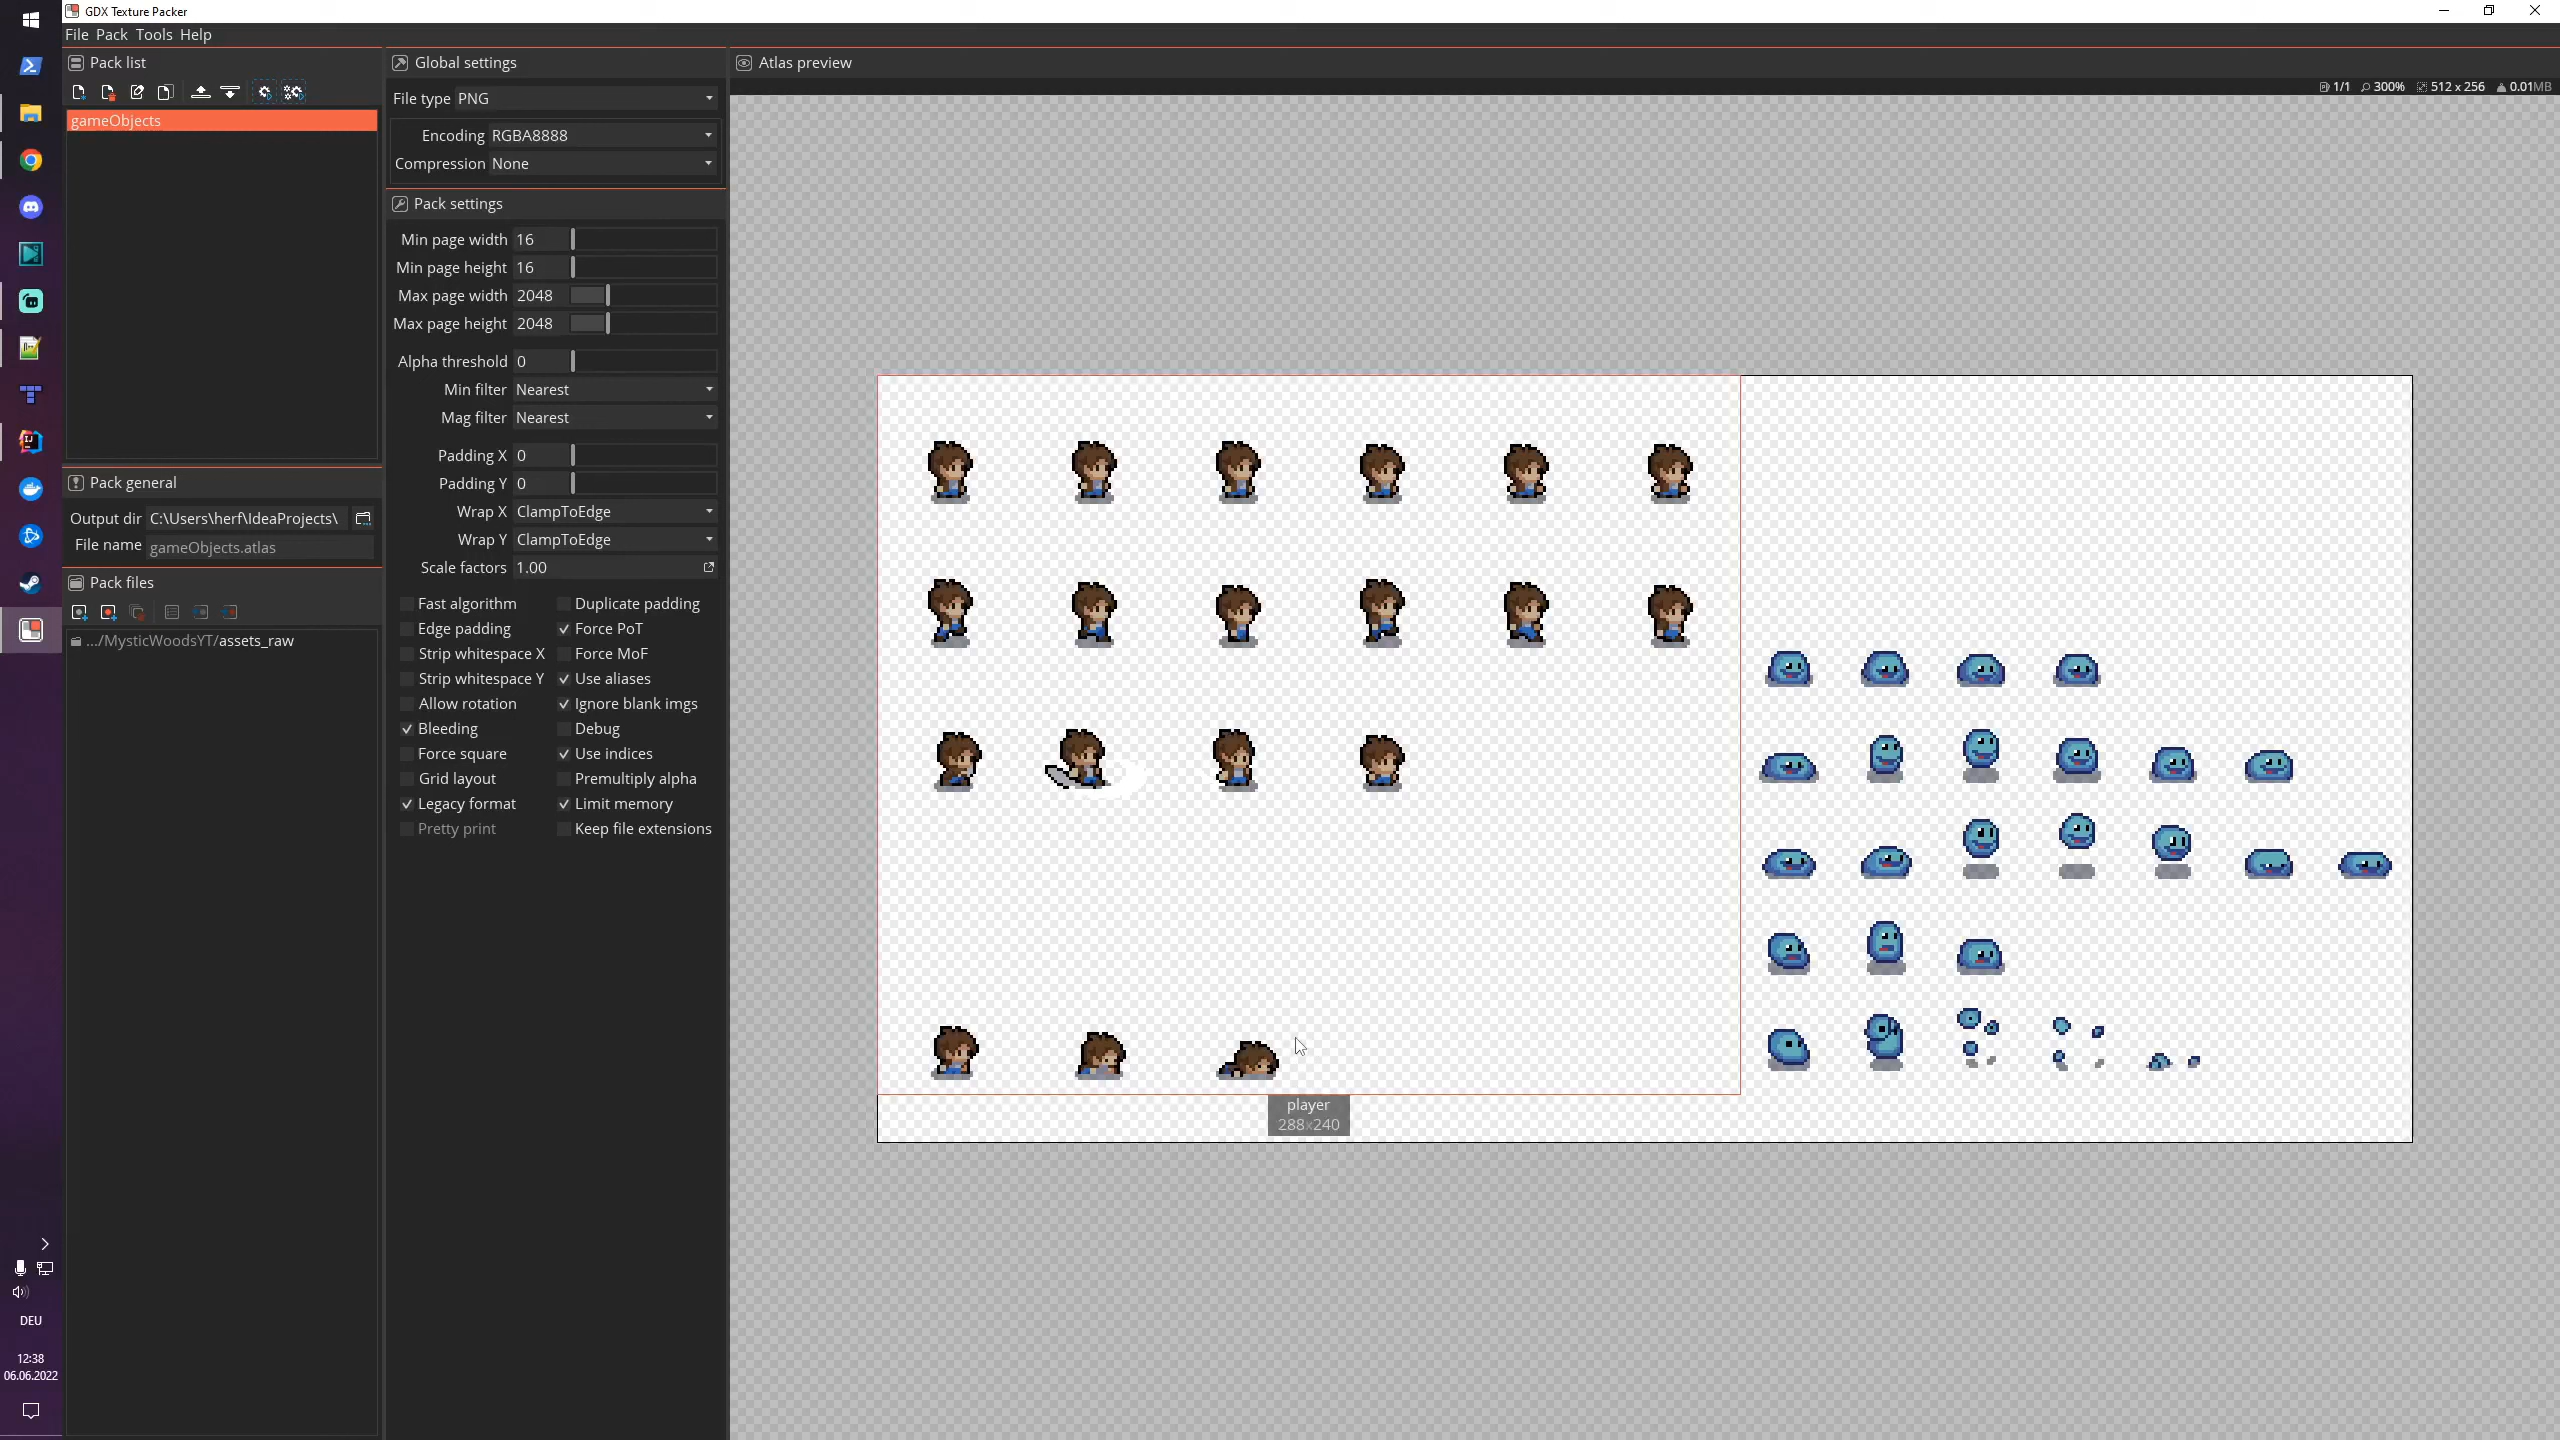 GDX Texture Packer
File Pack Tools Help
Pack list
gameObjects
Pack general
Output dir C:\Users\herf\IdeaProjects\
File name gameObjects.atlas
Pack files
.../MysticWoodsYT/assets_raw
Global settings
File type PNG
Encoding RGBA8888
Compression None
Pack settings
Min page width 16
Min page height 16
Max page width 2048
Max page height 2048
Alpha threshold 0
Min filter Nearest
Mag filter Nearest
Padding X 0
Padding Y 0
Wrap X ClampToEdge
Wrap Y ClampToEdge
Scale factors 1.00
Fast algorithm Duplicate padding
Edge padding Force PoT
Strip whitespace X Force MoF
Strip whitespace Y Use aliases
Allow rotation Ignore blank imgs
Bleeding Debug
Force square Use indices
Grid layout Premultiply alpha
Legacy format Limit memory
Pretty print Keep file extensions
Atlas preview
1/1 300% 512 x 256 0.01MB
player
288x240
DEU
12:38
06.06.2022